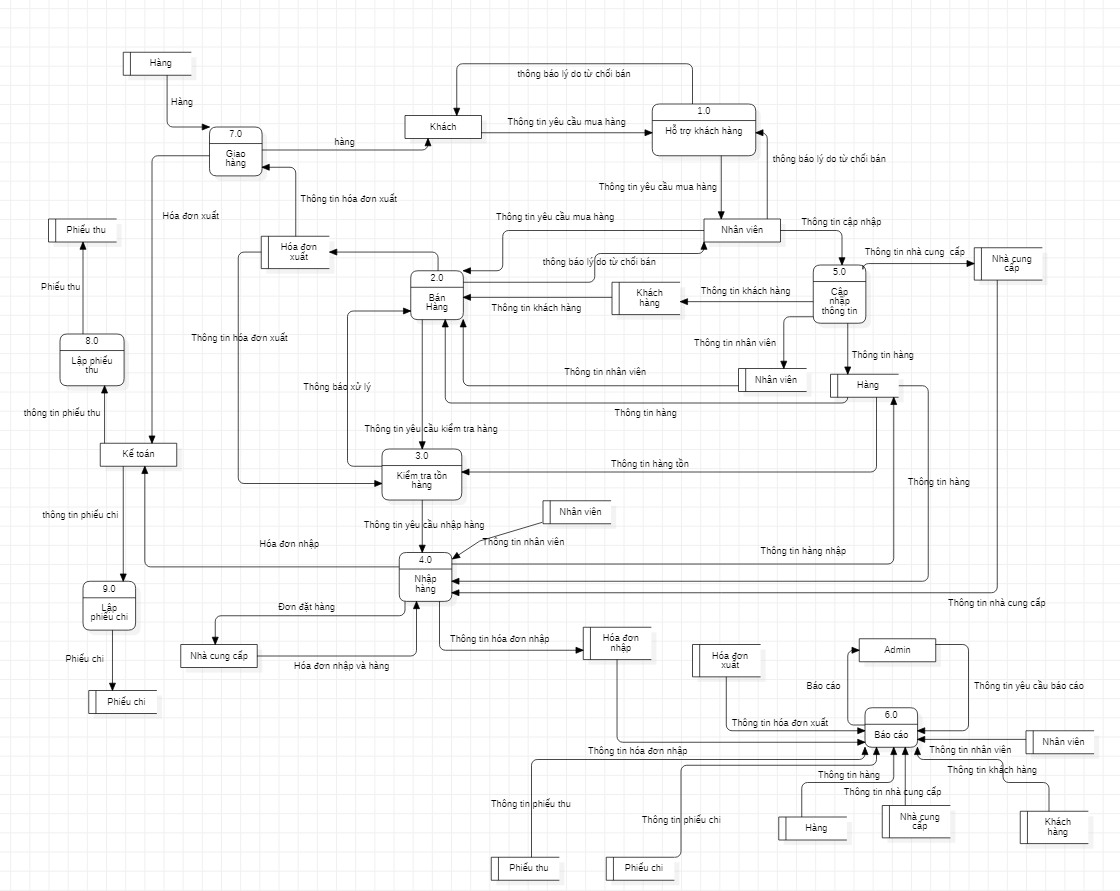 Hàng
thông báo lý do từ chối bán
Hàng
1.0
Khách
Thông tin yêu cầu mua hàng
Hỗ trợ khách hàng
7.0
hàng
Giao
hàng
thông báo lý do từ chối bán
Thông tin yêu cầu mua hàng
Thông tin hóa đơn xuất
Hóa đơn xuất
Thông tin yêu cầu mua hàng
Thông tin cập nhập
Phiếu thu
Nhân viên
Hóa đơn
xuất
Thông tin nhà cung cấp
Nhà cung
cấp
thông báo lý do từ chối bán
2.0
5.0
Bán
Hàng
Phiếu thu
Khách
hàng
Thông tin khách hàng
Cập
nhập
thông tin
Thông tin khách hàng
Thông tin hóa đơn xuất
8.0
Thông tin nhân viên
Lập phiếu
thu
Thông tin hàng
Thông tin nhân viên
Nhân viên
Thông báo xử lý
Hàng
thông tin phiếu thu
Thông tin hàng
Thông tin yêu cầu kiểm tra hàng
Kế toán
3.0
Thông tin hàng tồn
Kiểm tra tồn
hàng
Thông tin hàng
thông tin phiếu chi
Nhân viên
Thông tin yêu cầu nhập hàng
Thông tin nhân viên
Hóa đơn nhập
Thông tin hàng nhập
4.0
Nhập
hàng
9.0
Lập
phiếu chi
Thông tin nhà cung cấp
Đơn đặt hàng
Thông tin hóa đơn nhập
Hóa đơn
nhập
Nhà cung cấp
Hóa đơn nhập và hàng
Phiếu chi
Hóa đơn
xuất
Admin
Báo cáo
Thông tin yêu cầu báo cáo
Phiếu chi
6.0
Thông tin hóa đơn xuất
Báo cáo
Nhân viên
Thông tin hóa đơn nhập
Thông tin nhân viên
Thông tin khách hàng
Thông tin hàng
Thông tin nhà cung cấp
Thông tin phiếu thu
Thông tin phiếu chi
Hàng
Nhà cung
cấp
Khách
hàng
Phiếu thu
Phiếu chi